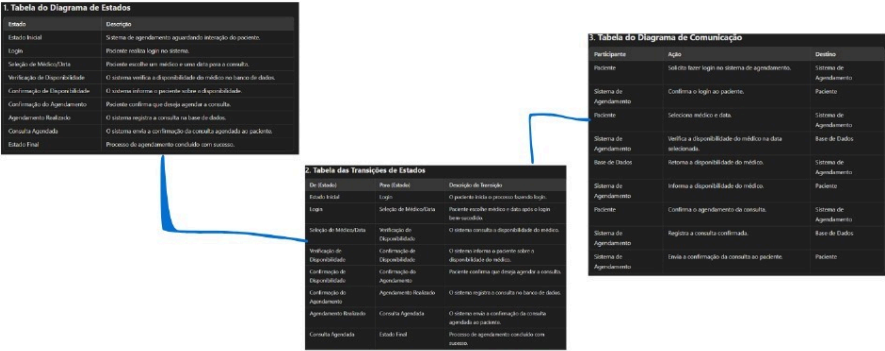 1. Tabela do Diagrama de Estados
Estado Descrição
Estado Inicial Sistema de agendamento aguardando interação do paciente.
Login Paciente realiza login no sistema.
Seleção de Médico/Data Paciente escolhe um médico e uma data para a consulta.
Verificação de Disponibilidade O sistema verifica a disponibilidade do médico no banco de dados.
Confirmação de Disponibilidade O sistema informa o paciente sobre a disponibilidade.
Confirmação do Agendamento Paciente confirma que deseja agendar a consulta.
Agendamento Realizado O sistema registra a consulta na base de dados.
Consulta Agendada O sistema envia a confirmação da consulta agendada ao paciente.
Estado Final Processo de agendamento concluído com sucesso.
2. Tabela das Transições de Estados
De (Estado) Para (Estado) Descrição da Transição
Estado Inicial Login O paciente inicia o processo fazendo login.
Login Seleção de Médico/Data Paciente escolhe médico e data após o login
bem-sucedido.
Seleção de Médico/Data Verificação de O sistema consulta a disponibilidade do médico.
Disponibilidade
Verificação de Confirmação de O sistema informa o paciente sobre a
Disponibilidade Disponibilidade disponibilidade do médico.
Confirmação de Confirmação do Paciente confirma que deseja agendar a consulta.
Disponibilidade Agendamento
Confirmação do Agendamento Realizado O sistema registra a consulta no banco de dados.
Agendamento
Agendamento Realizado Consulta Agendada O sistema envia a confirmação da consulta
agendada ao paciente.
Consulta Agendada Estado Final Processo de agendamento concluído com
sucesso.
3. Tabela do Diagrama de Comunicação
Participante Ação Destino
Paciente Solicita fazer login no sistema de agendamento. Sistema de
Agendamento
Sistema de Confirma o login ao paciente. Paciente
Agendamento
Paciente Seleciona médico e data. Sistema de
Agendamento
Sistema de Verifica a disponibilidade do médico na data Base de Dados
Agendamento selecionada.
Base de Dados Retorna a disponibilidade do médico. Sistema de
Agendamento
Sistema de Informa a disponibilidade do médico. Paciente
Agendamento
Paciente Confirma o agendamento da consulta. Sistema de
Agendamento
Sistema de Registra a consulta confirmada. Base de Dados
Agendamento
Sistema de Envia a confirmação da consulta ao paciente. Paciente
Agendamento